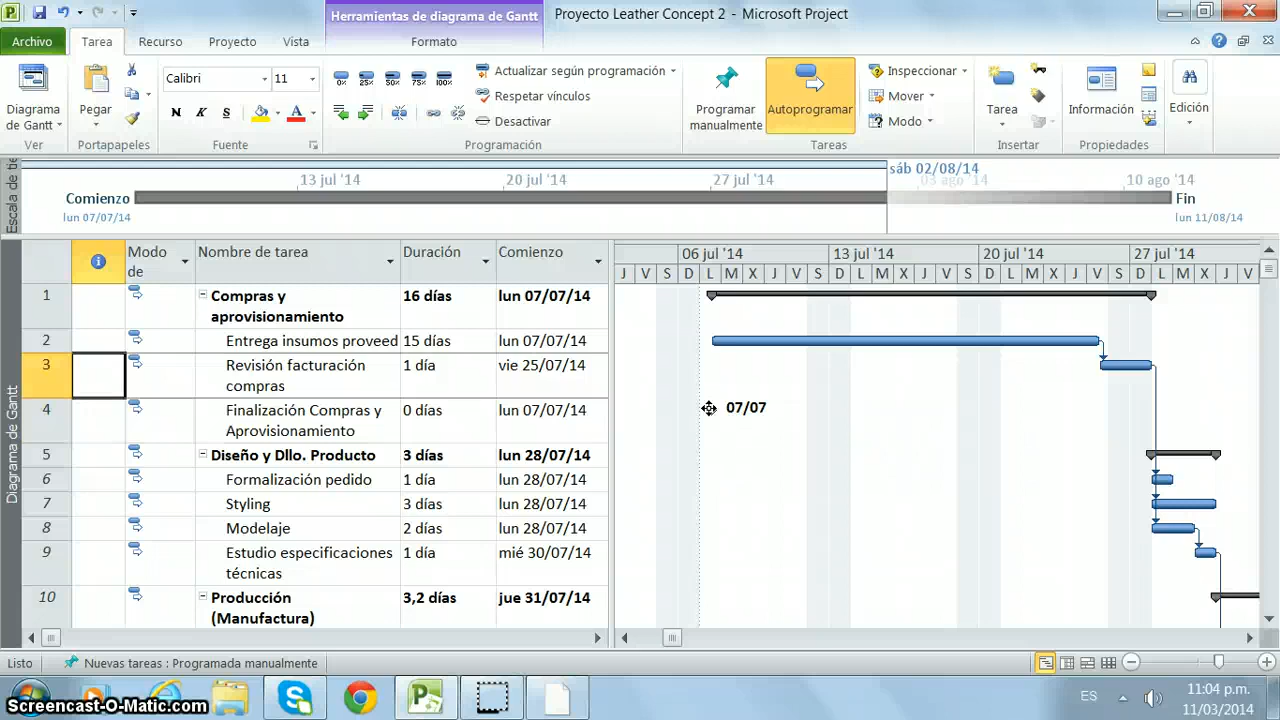 Herramientas de diagrama de Gantt
Proyecto Leather Concept 2 - Microsoft Project
Archivo Tarea Recurso Proyecto Vista Formato
Diagrama de Gantt
Ver
Pegar
Portapapeles
Calibri 11
N K S A
Fuente
0% 25% 50% 75% 100%
Actualizar según programación
Respetar vínculos
Desactivar
Programación
Programar manualmente
Autoprogramar
Inspeccionar
Mover
Modo
Tareas
Tarea
Insertar
Información
Propiedades
Edición
sáb 02/08/14
13 jul '14 20 jul '14 27 jul '14 03 ago '14 10 ago '14
Comienzo
lun 07/07/14
Fin
lun 11/08/14
Escala de tie
Diagrama de Gantt
Modo de Nombre de tarea Duración Comienzo
06 jul '14 13 jul '14 20 jul '14 27 jul '14
J V S D L M X J V S D L M X J V S D L M X J V S D L M X J V
1 Compras y aprovisionamiento 16 días lun 07/07/14
2 Entrega insumos proveed 15 días lun 07/07/14
3 Revisión facturación compras 1 día vie 25/07/14
4 Finalización Compras y Aprovisionamiento 0 días lun 07/07/14
07/07
5 Diseño y Dllo. Producto 3 días lun 28/07/14
6 Formalización pedido 1 día lun 28/07/14
7 Styling 3 días lun 28/07/14
8 Modelaje 2 días lun 28/07/14
9 Estudio especificaciones técnicas 1 día mié 30/07/14
10 Producción (Manufactura) 3,2 días jue 31/07/14
Listo Nuevas tareas : Programada manualmente
Screencast-O-Matic.com
ES
11:04 p.m.
11/03/2014